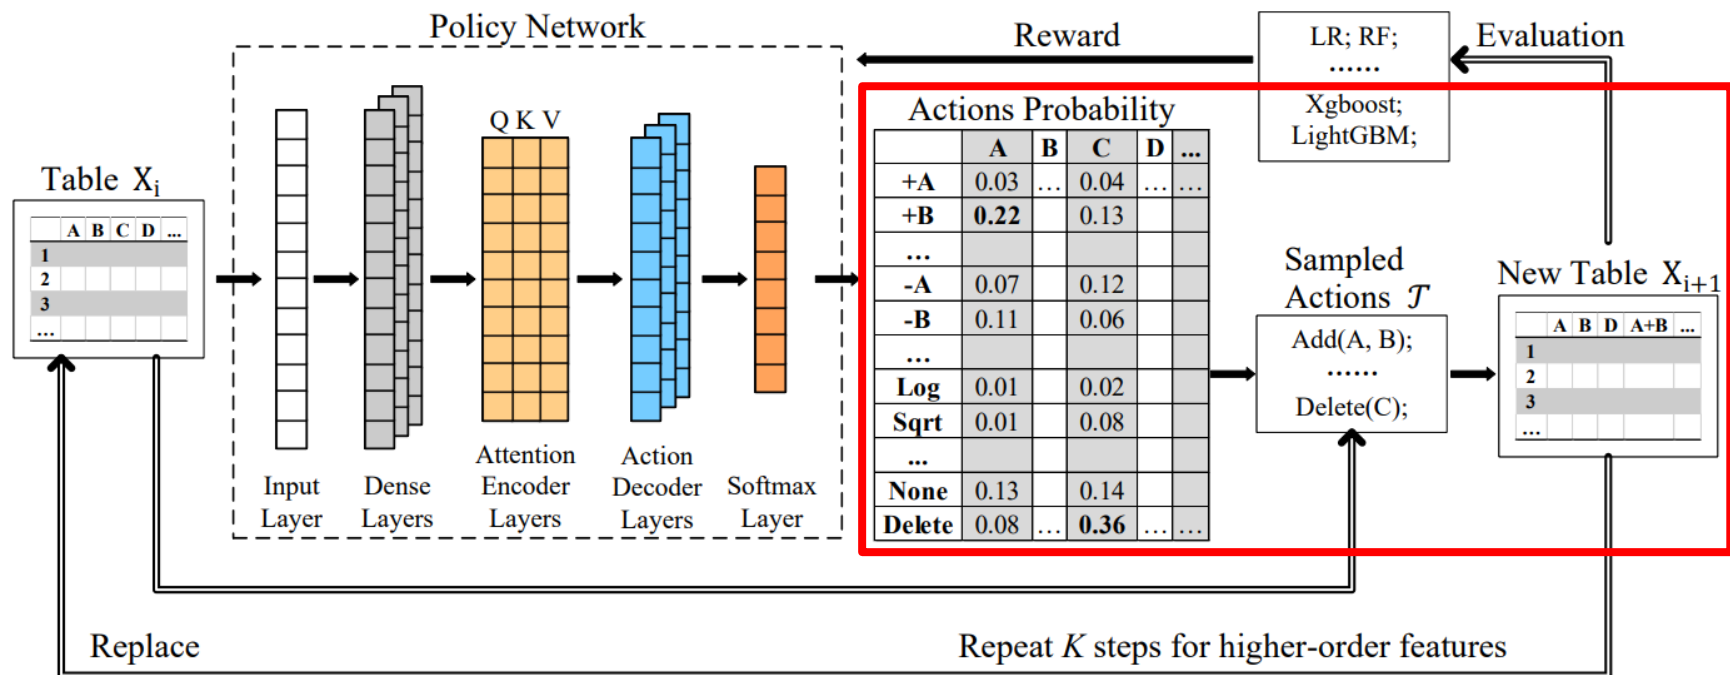 Policy Network
Reward
LR; RF;
......
Xgboost;
LightGBM;
Evaluation
Table Xi
A B C D ...
1
2
3
...
Q K V
Input
Layer
Dense
Layers
Attention
Encoder
Layers
Action
Decoder
Layers
Softmax
Layer
Actions Probability
A B C D ...
+A 0.03 ... 0.04 ... ...
+B 0.22 0.13
...
-A 0.07 0.12
-B 0.11 0.06
...
Log 0.01 0.02
Sqrt 0.01 0.08
...
None 0.13 0.14
Delete 0.08 ... 0.36 ... ...
Sampled
Actions 𝒯
Add(A, B);
......
Delete(C);
New Table Xi+1
A B D A+B ...
1
2
3
...
Replace
Repeat K steps for higher-order features